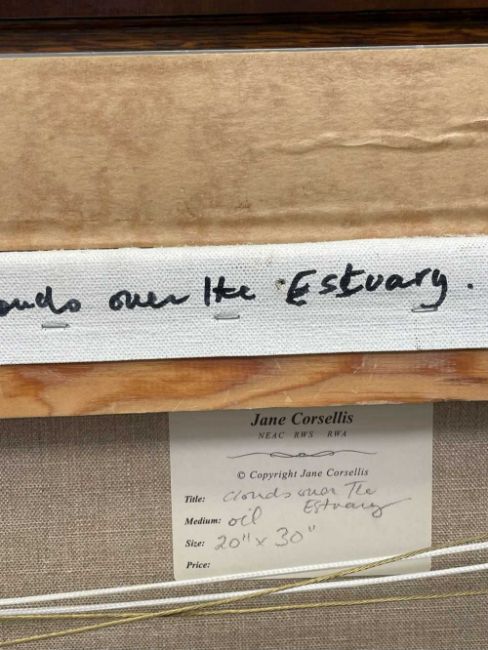 ouds over the Estuary.
Jane Corsellis
NEAC RWS RWA
© Copyright Jane Corsellis
Title: clouds over The
Estuary
Medium: oil
Size: 20" x 30"
Price: